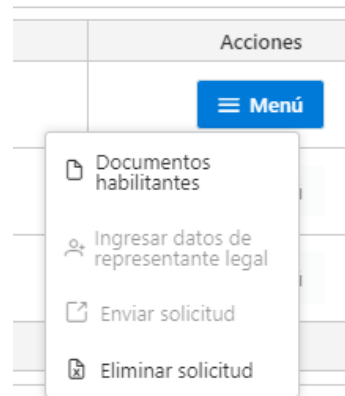 Acciones
Menú
Documentos
habilitantes
Ingresar datos de
representante legal
Enviar solicitud
Eliminar solicitud